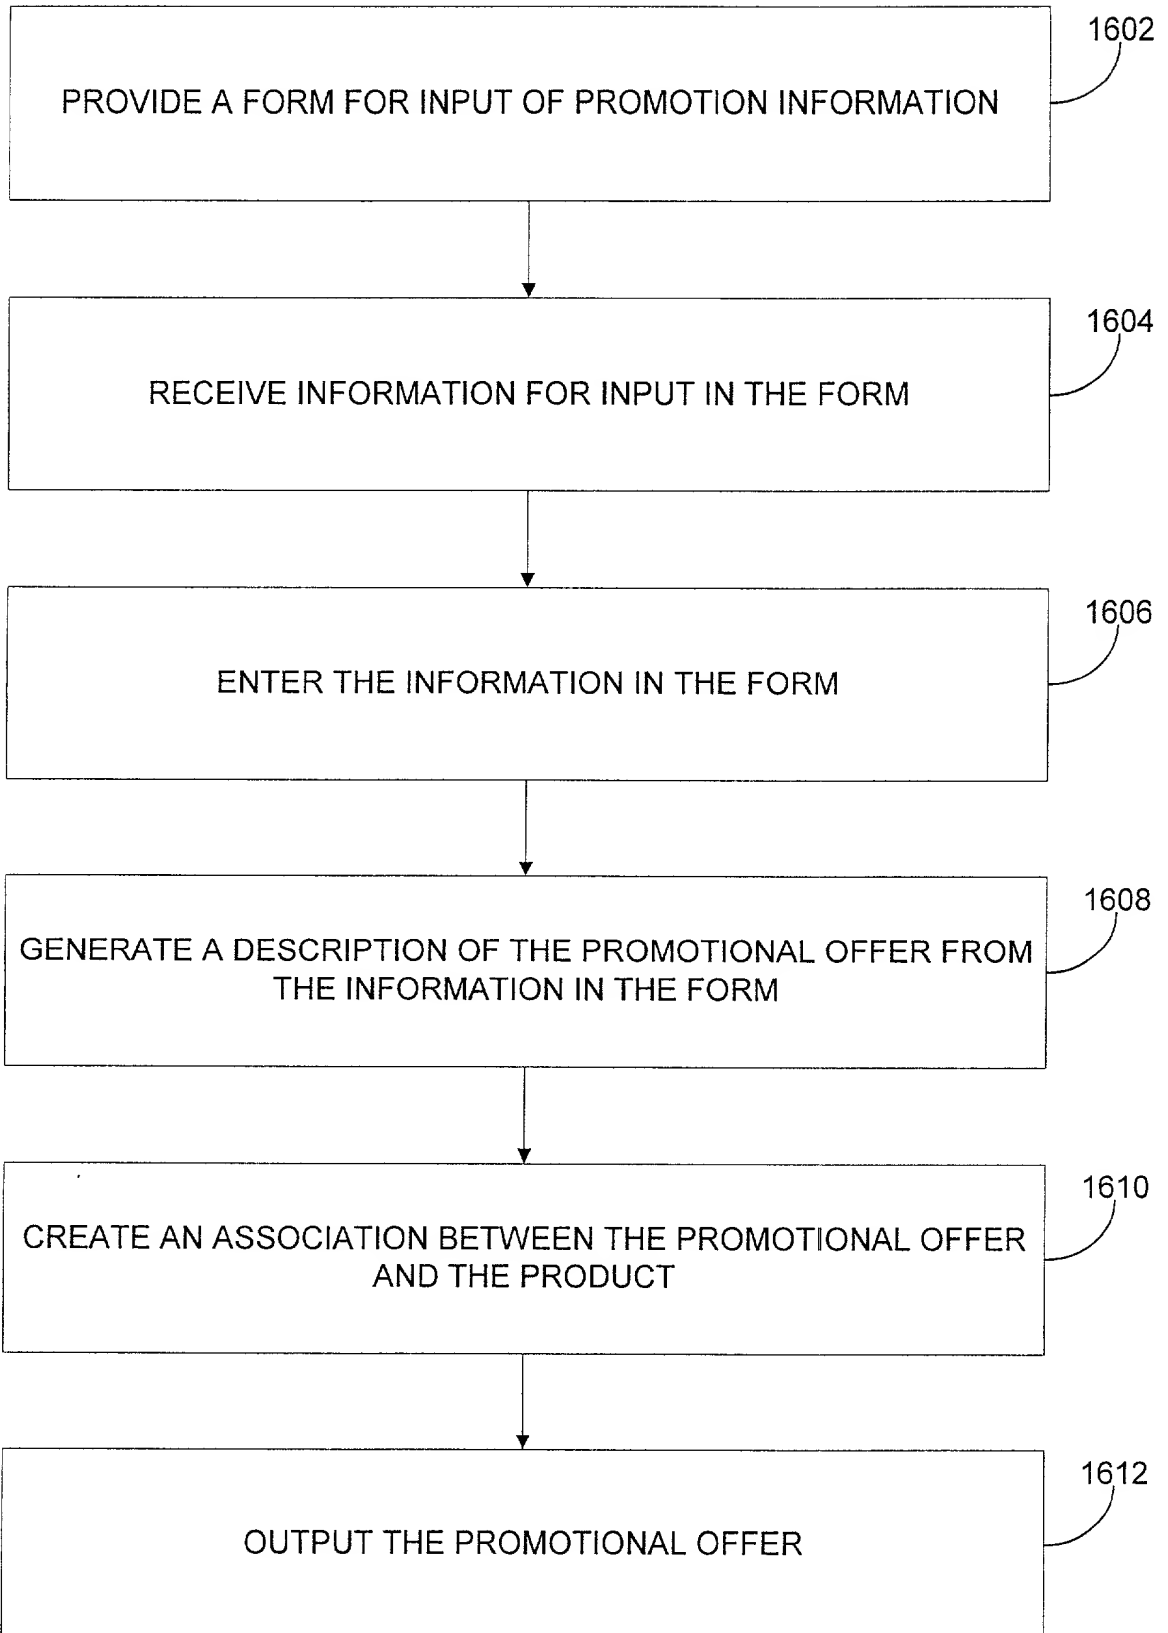 1602
PROVIDE A FORM FOR INPUT OF PROMOTION INFORMATION
1604
RECEIVE INFORMATION FOR INPUT IN THE FORM
1606
ENTER THE INFORMATION IN THE FORM
1608
GENERATE A DESCRIPTION OF THE PROMOTIONAL OFFER FROM
THE INFORMATION IN THE FORM
1610
CREATE AN ASSOCIATION BETWEEN THE PROMOTIONAL OFFER
AND THE PRODUCT
1612
OUTPUT THE PROMOTIONAL OFFER